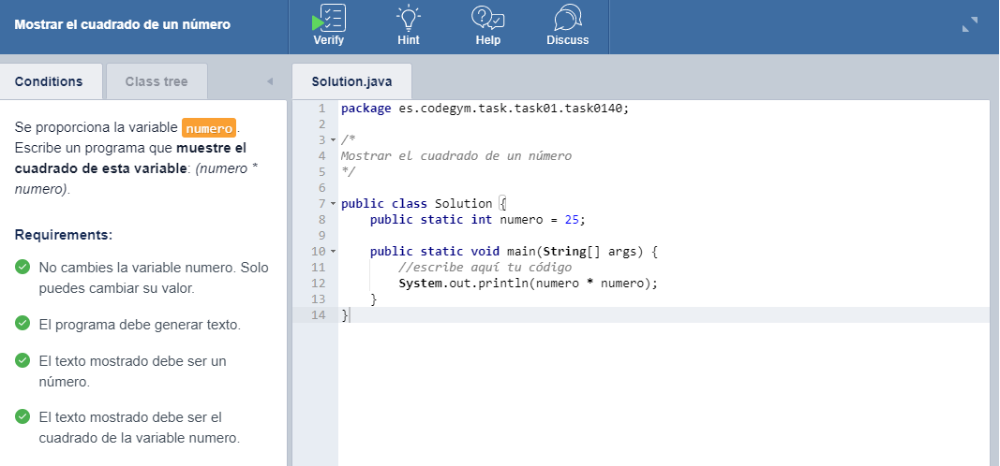 Mostrar el cuadrado de un número
Verify
Hint
Help
Discuss
Conditions
Class tree
Se proporciona la variable numero.
Escribe un programa que muestre el
cuadrado de esta variable: (numero *
numero).
Requirements:
No cambies la variable numero. Solo
puedes cambiar su valor.
El programa debe generar texto.
El texto mostrado debe ser un
número.
El texto mostrado debe ser el
cuadrado de la variable numero.
Solution.java
1 package es.codegym.task.task01.task0140;
2
3 /*
4 Mostrar el cuadrado de un número
5 */
6
7 public class Solution {
8 public static int numero = 25;
9
10 public static void main(String[] args) {
11 //escribe aquí tu código
12 System.out.println(numero * numero);
13 }
14 }